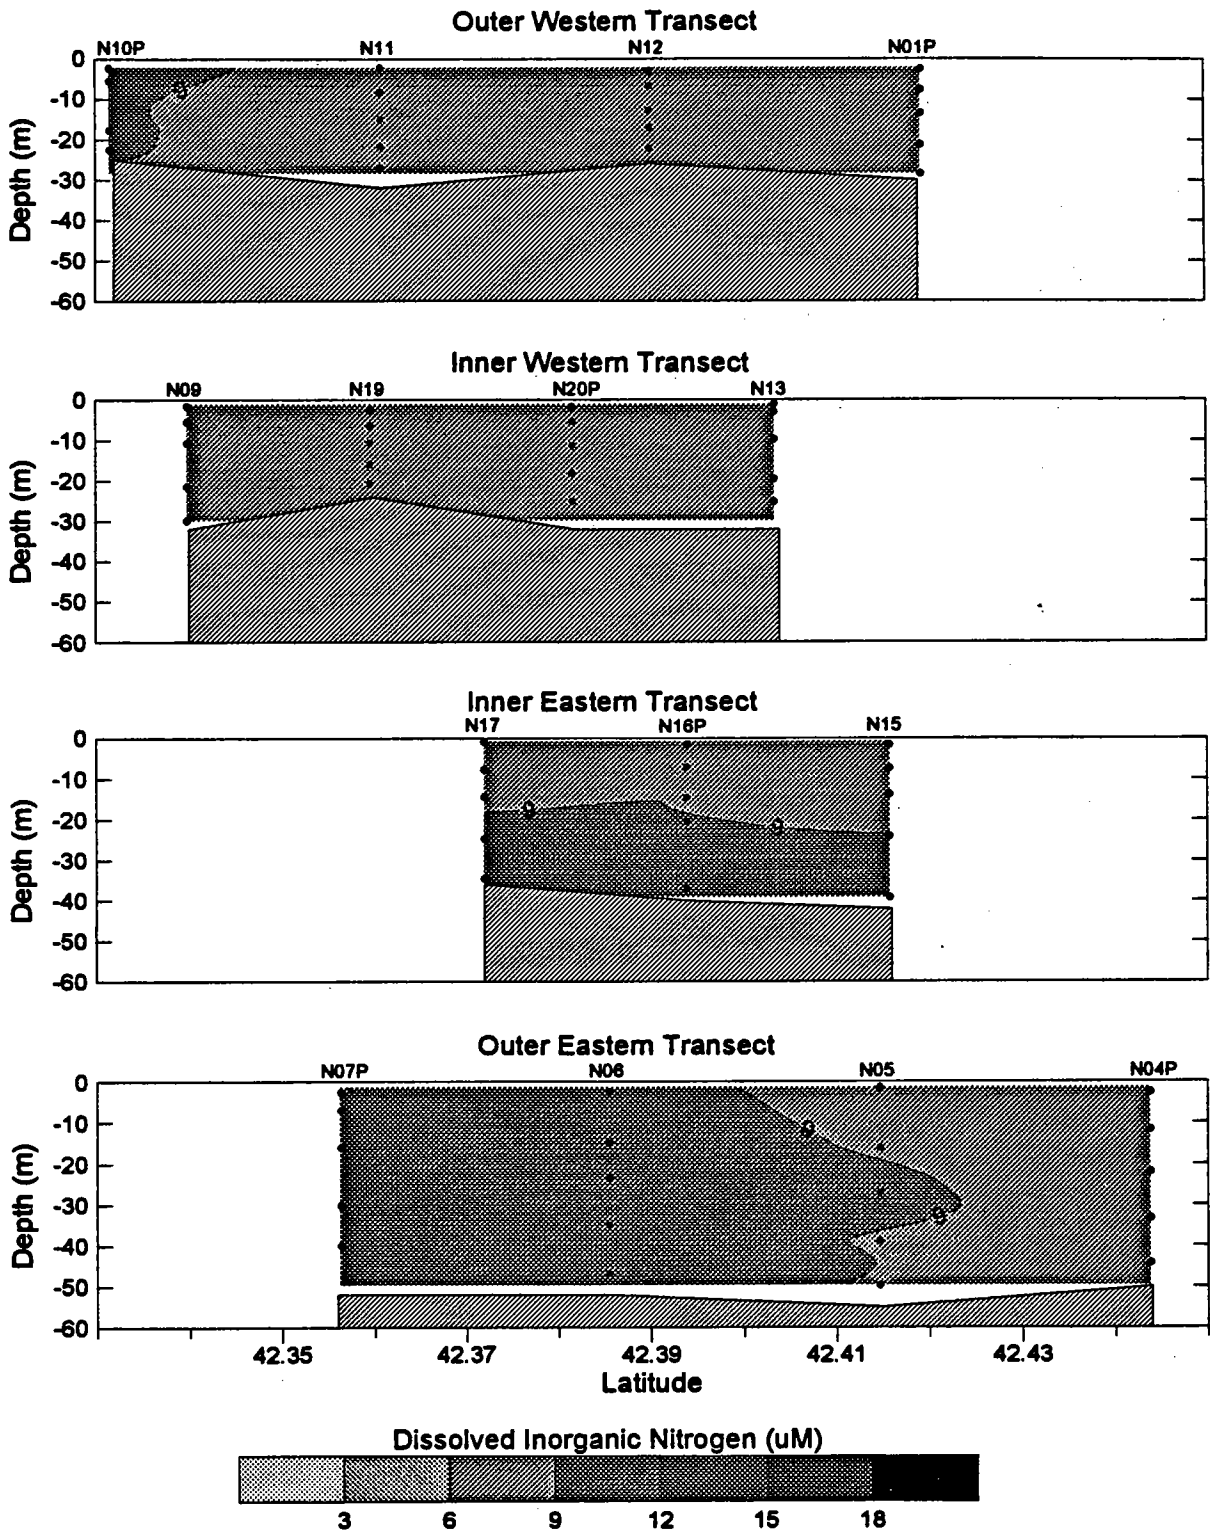 Outer Western Transect
N10P N11 N12 N01P
0
-10
-20
-30
-40
-50
-60
Depth (m)
9
Inner Western Transect
N09 N19 N20P N13
0
-10
-20
-30
-40
-50
-60
Depth (m)
Inner Eastern Transect
N17 N16P N15
0
-10
-20
-30
-40
-50
-60
Depth (m)
9
9
Outer Eastern Transect
N07P N06 N05 N04P
0
-10
-20
-30
-40
-50
-60
Depth (m)
9
9
42.35 42.37 42.39 42.41 42.43
Latitude
Dissolved Inorganic Nitrogen (uM)
3 6 9 12 15 18